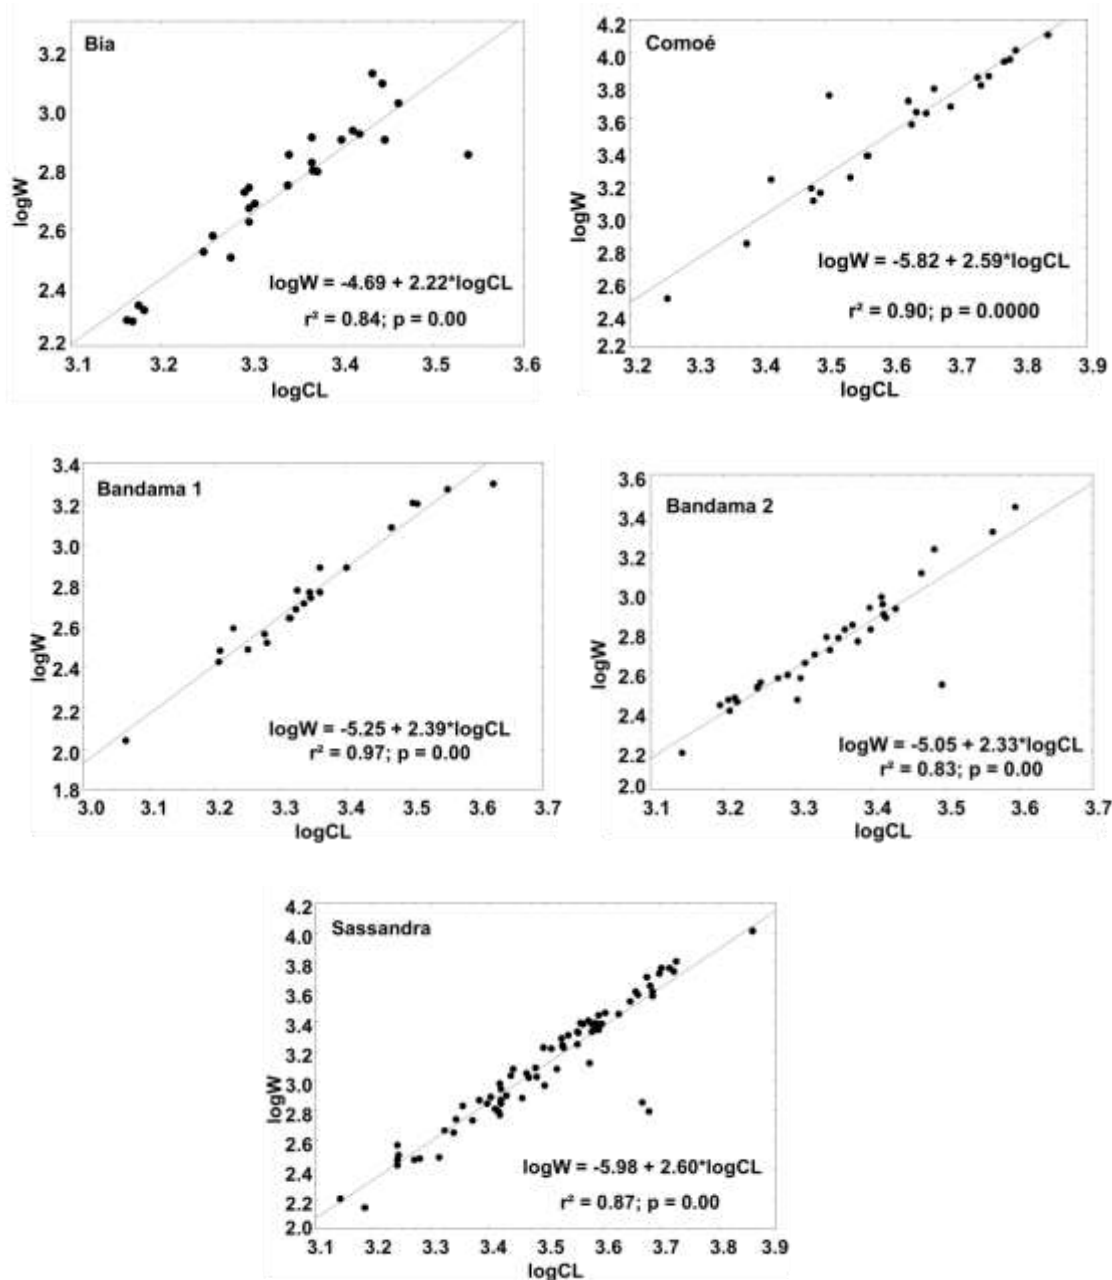 Bia
3.2
3.0
2.8
2.6
2.4
2.2
logW
logW = -4.69 + 2.22*logCL
r² = 0.84; p = 0.00
3.1 3.2 3.3 3.4 3.5 3.6
logCL
Comoé
4.2
4.0
3.8
3.6
3.4
3.2
3.0
2.8
2.6
2.4
2.2
logW
logW = -5.82 + 2.59*logCL
r² = 0.90; p = 0.0000
3.2 3.3 3.4 3.5 3.6 3.7 3.8 3.9
logCL
Bandama 1
3.4
3.2
3.0
2.8
2.6
2.4
2.2
2.0
1.8
logW
logW = -5.25 + 2.39*logCL
r² = 0.97; p = 0.00
3.0 3.1 3.2 3.3 3.4 3.5 3.6 3.7
logCL
Bandama 2
3.6
3.4
3.2
3.0
2.8
2.6
2.4
2.2
2.0
logW
logW = -5.05 + 2.33*logCL
r² = 0.83; p = 0.00
3.1 3.2 3.3 3.4 3.5 3.6 3.7
logCL
Sassandra
4.2
4.0
3.8
3.6
3.4
3.2
3.0
2.8
2.6
2.4
2.2
2.0
logW
logW = -5.98 + 2.60*logCL
r² = 0.87; p = 0.00
3.1 3.2 3.3 3.4 3.5 3.6 3.7 3.8 3.9
logCL